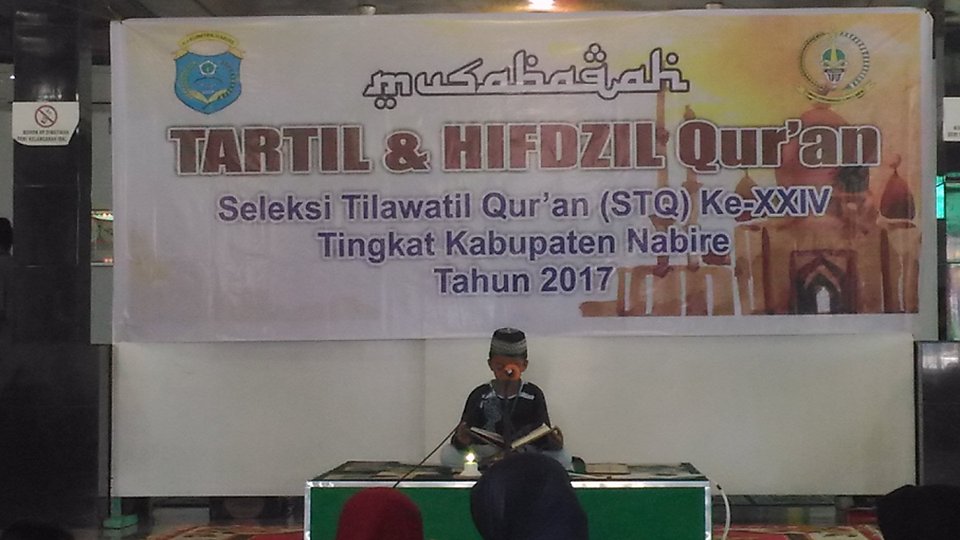 musabaqah
TARTIL & HIFDZIL Qur'an
Seleksi Tilawatil Qur'an (STQ) Ke-XXIV
Tingkat Kabupaten Nabire
Tahun 2017